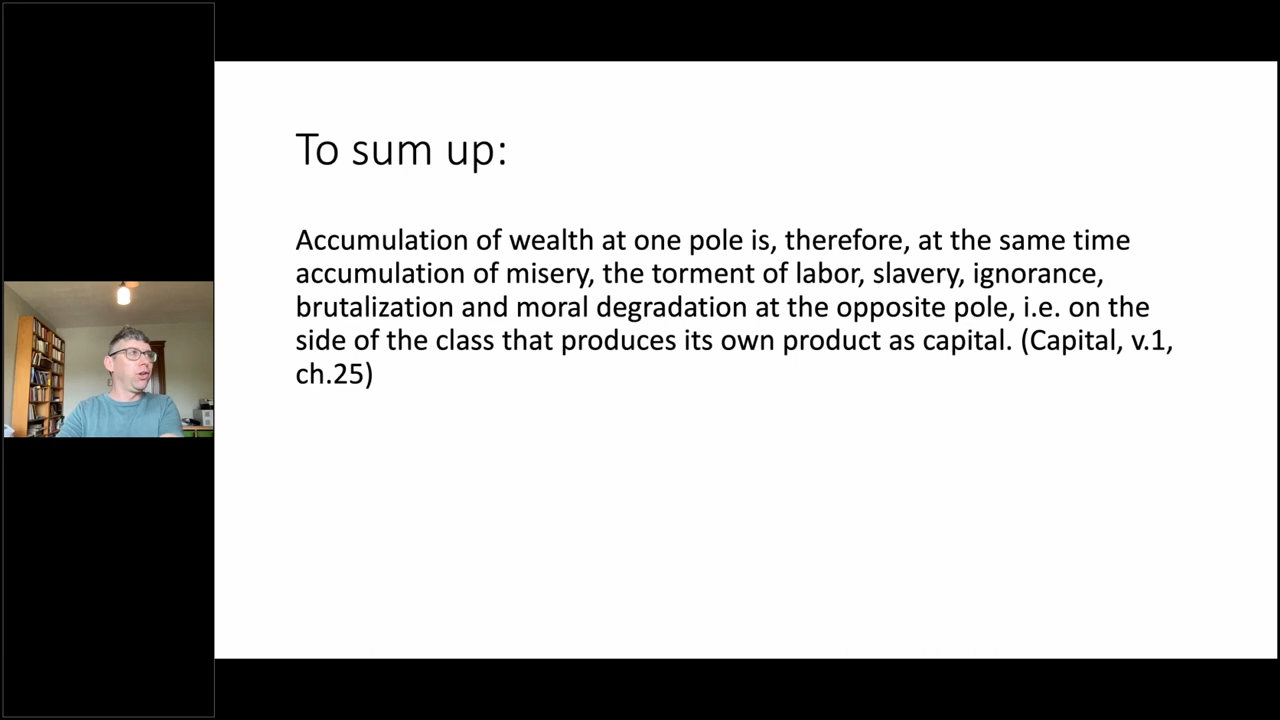 To sum up:
Accumulation of wealth at one pole is, therefore, at the same time
accumulation of misery, the torment of labor, slavery, ignorance,
brutalization and moral degradation at the opposite pole, i.e. on the
side of the class that produces its own product as capital. (Capital, v.1,
ch.25)